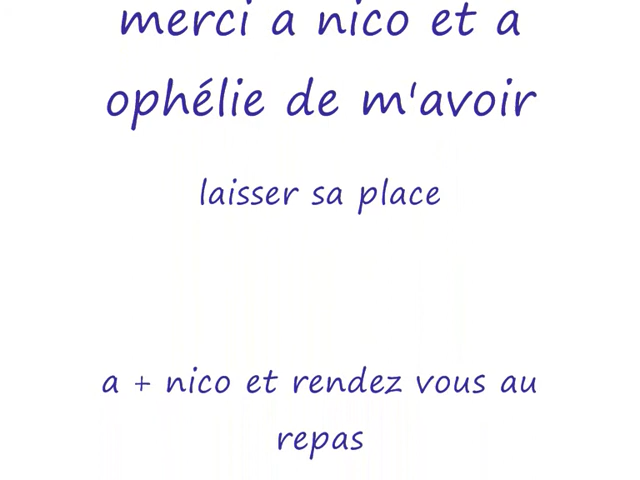 merci a nico et a
ophélie de m'avoir
laisser sa place
a + nico et rendez vous au
repas